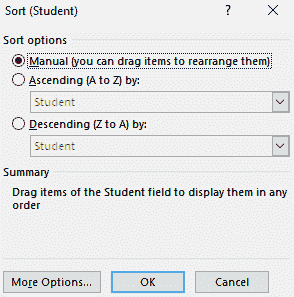 Sort (Student)
?
Sort options
Manual (you can drag items to rearrange them)
Ascending (A to Z) by:
Student
Descending (Z to A) by:
Student
Summary
Drag items of the Student field to display them in any
order
More Options...
OK
Cancel